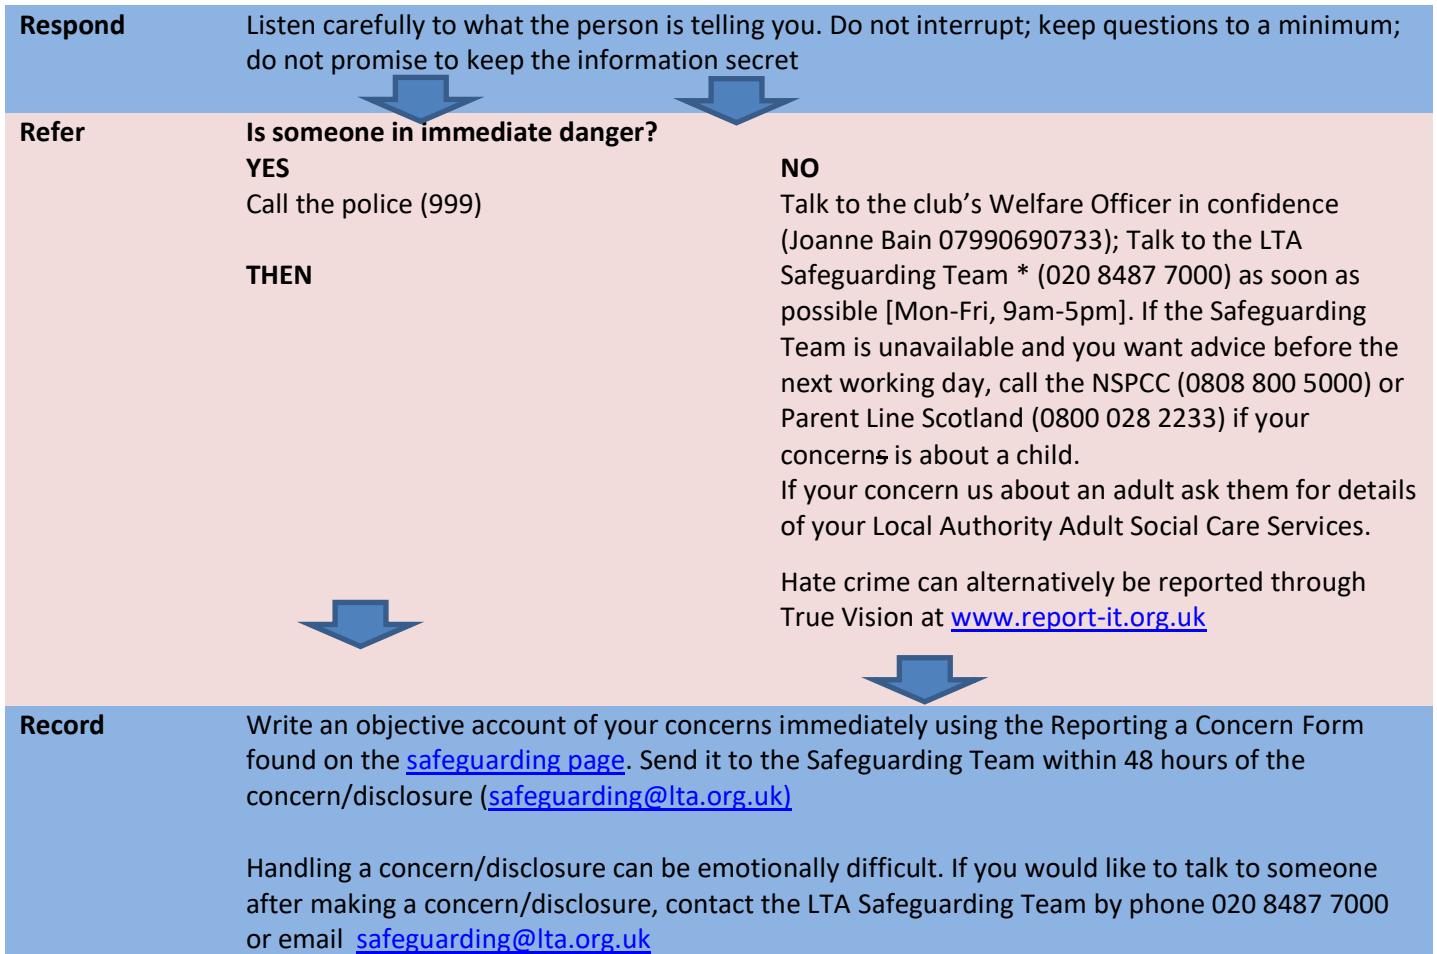 Respond
Listen carefully to what the person is telling you. Do not interrupt; keep questions to a minimum;
do not promise to keep the information secret
Refer
Is someone in immediate danger?
YES
Call the police (999)
THEN
NO
Talk to the club’s Welfare Officer in confidence
(Joanne Bain 07990690733); Talk to the LTA
Safeguarding Team * (020 8487 7000) as soon as
possible [Mon-Fri, 9am-5pm]. If the Safeguarding
Team is unavailable and you want advice before the
next working day, call the NSPCC (0808 800 5000) or
Parent Line Scotland (0800 028 2233) if your
concerns is about a child.
If your concern us about an adult ask them for details
of your Local Authority Adult Social Care Services.
Hate crime can alternatively be reported through
True Vision at www.report-it.org.uk
Record
Write an objective account of your concerns immediately using the Reporting a Concern Form
found on the safeguarding page. Send it to the Safeguarding Team within 48 hours of the
concern/disclosure (safeguarding@lta.org.uk)
Handling a concern/disclosure can be emotionally difficult. If you would like to talk to someone
after making a concern/disclosure, contact the LTA Safeguarding Team by phone 020 8487 7000
or email safeguarding@lta.org.uk